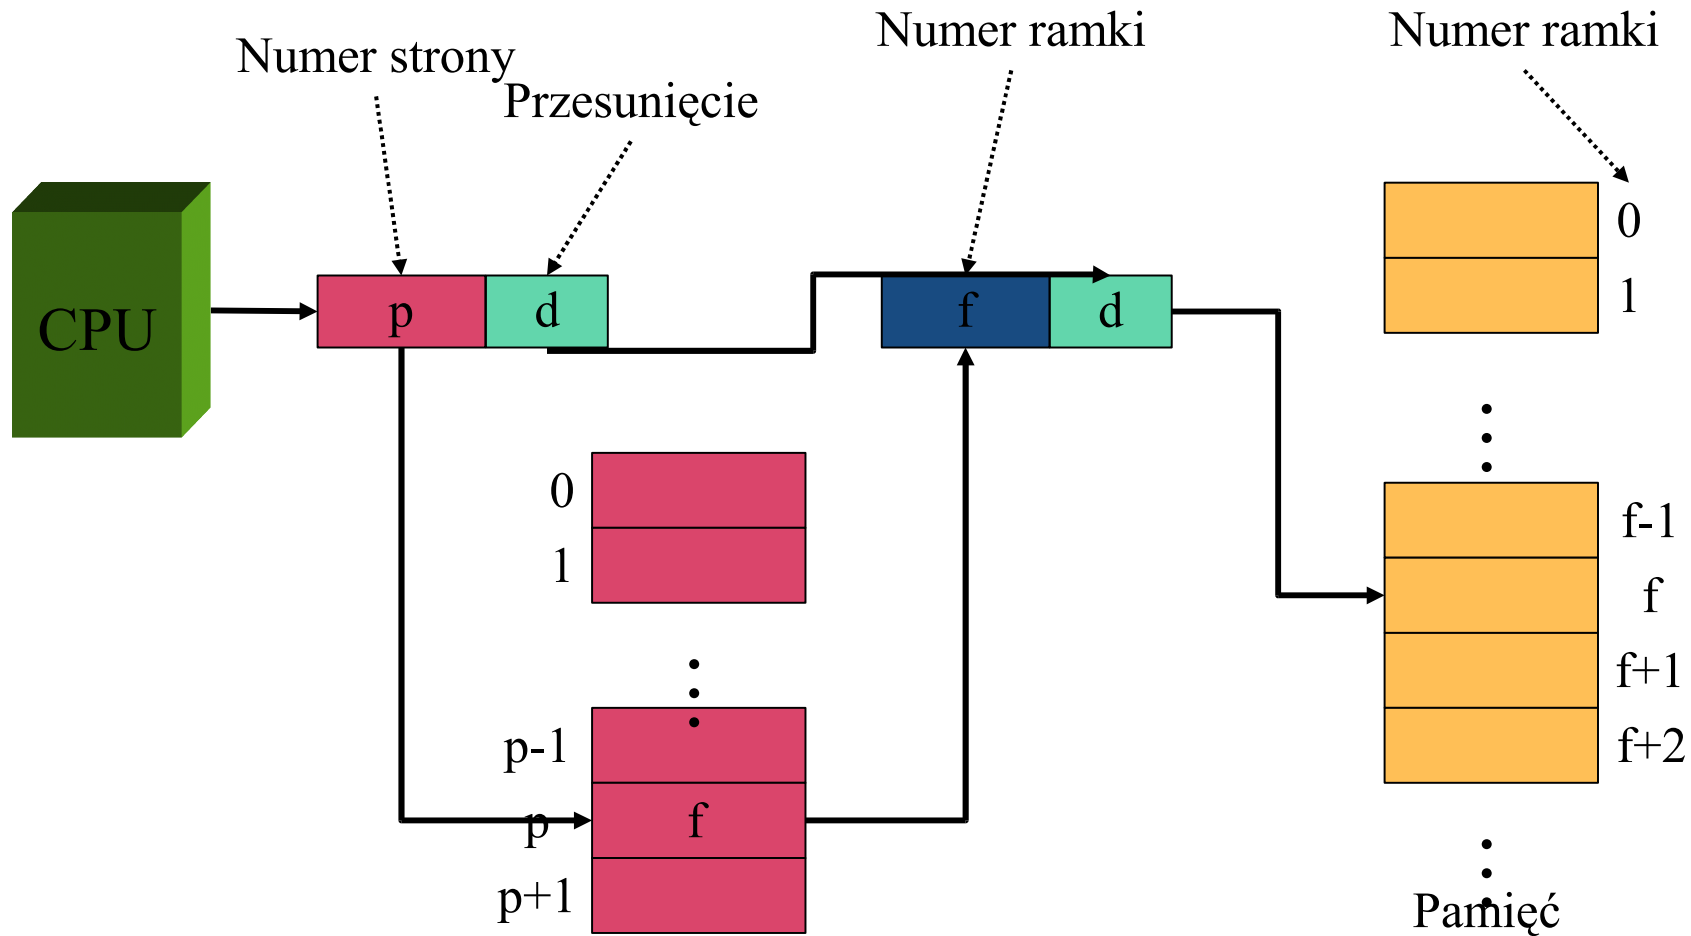 Numer strony
Przesunięcie
Numer ramki
Numer ramki
CPU
p
d
f
d
0
1
p-1
p
f
p+1
0
1
f-1
f
f+1
f+2
Pamięć